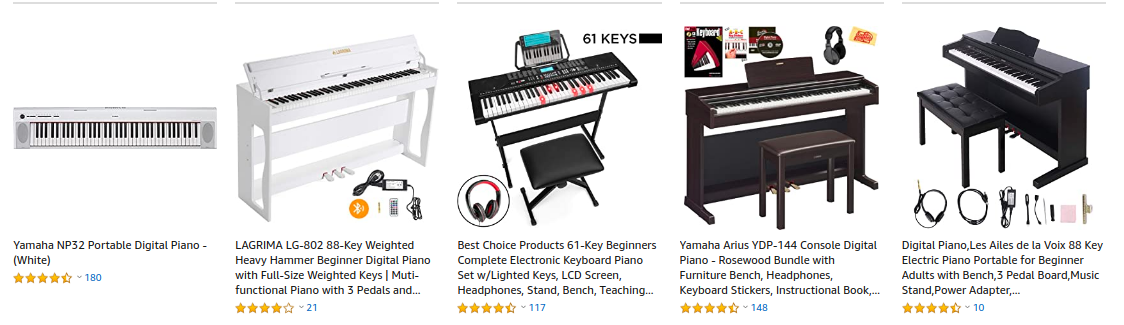 61 KEYS
Keyboard
Yamaha NP32 Portable Digital Piano -
(White)
180
LAGRIMA LG-802 88-Key Weighted
Heavy Hammer Beginner Digital Piano
with Full-Size Weighted Keys | Muti-
functional Piano with 3 Pedals and...
21
Best Choice Products 61-Key Beginners
Complete Electronic Keyboard Piano
Set w/Lighted Keys, LCD Screen,
Headphones, Stand, Bench, Teaching...
117
Yamaha Arius YDP-144 Console Digital
Piano - Rosewood Bundle with
Furniture Bench, Headphones,
Keyboard Stickers, Instructional Book,...
148
Digital Piano,Les Ailes de la Voix 88 Key
Electric Piano Portable for Beginner
Adults with Bench,3 Pedal Board,Music
Stand,Power Adapter,...
10